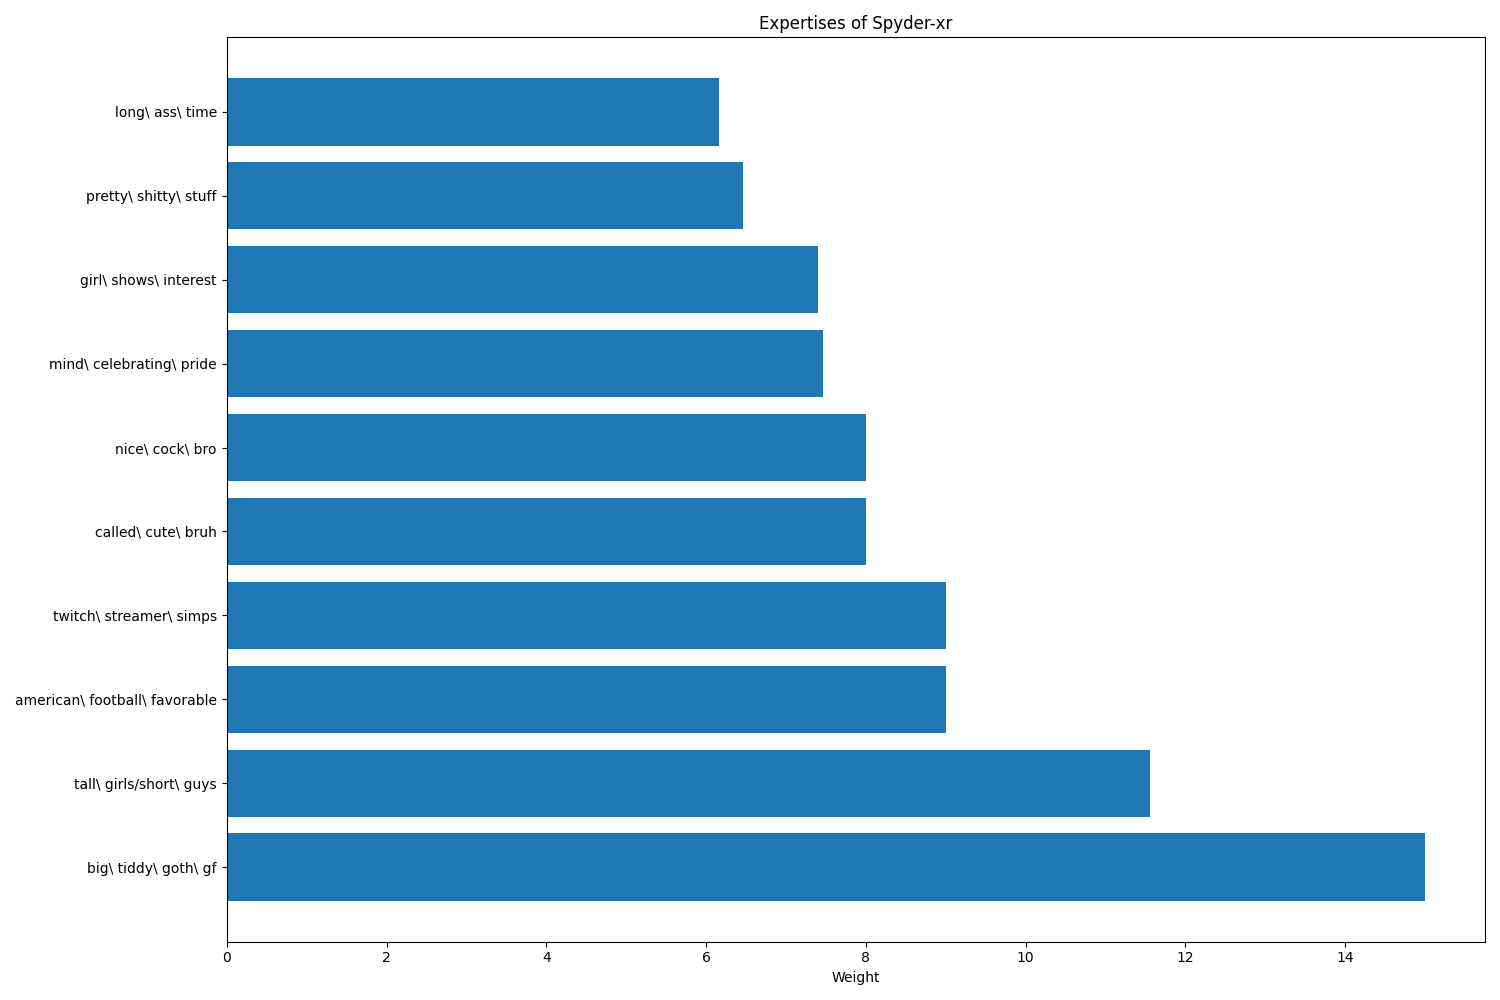 Expertises of Spyder-xr
long\ ass\ time
pretty\ shitty\ stuff
girl\ shows\ interest
mind\ celebrating\ pride
nice\ cock\ bro
called\ cute\ bruh
twitch\ streamer\ simps
american\ football\ favorable
tall\ girls/short\ guys
big\ tiddy\ goth\ gf
0 2 4 6 8 10 12 14
Weight